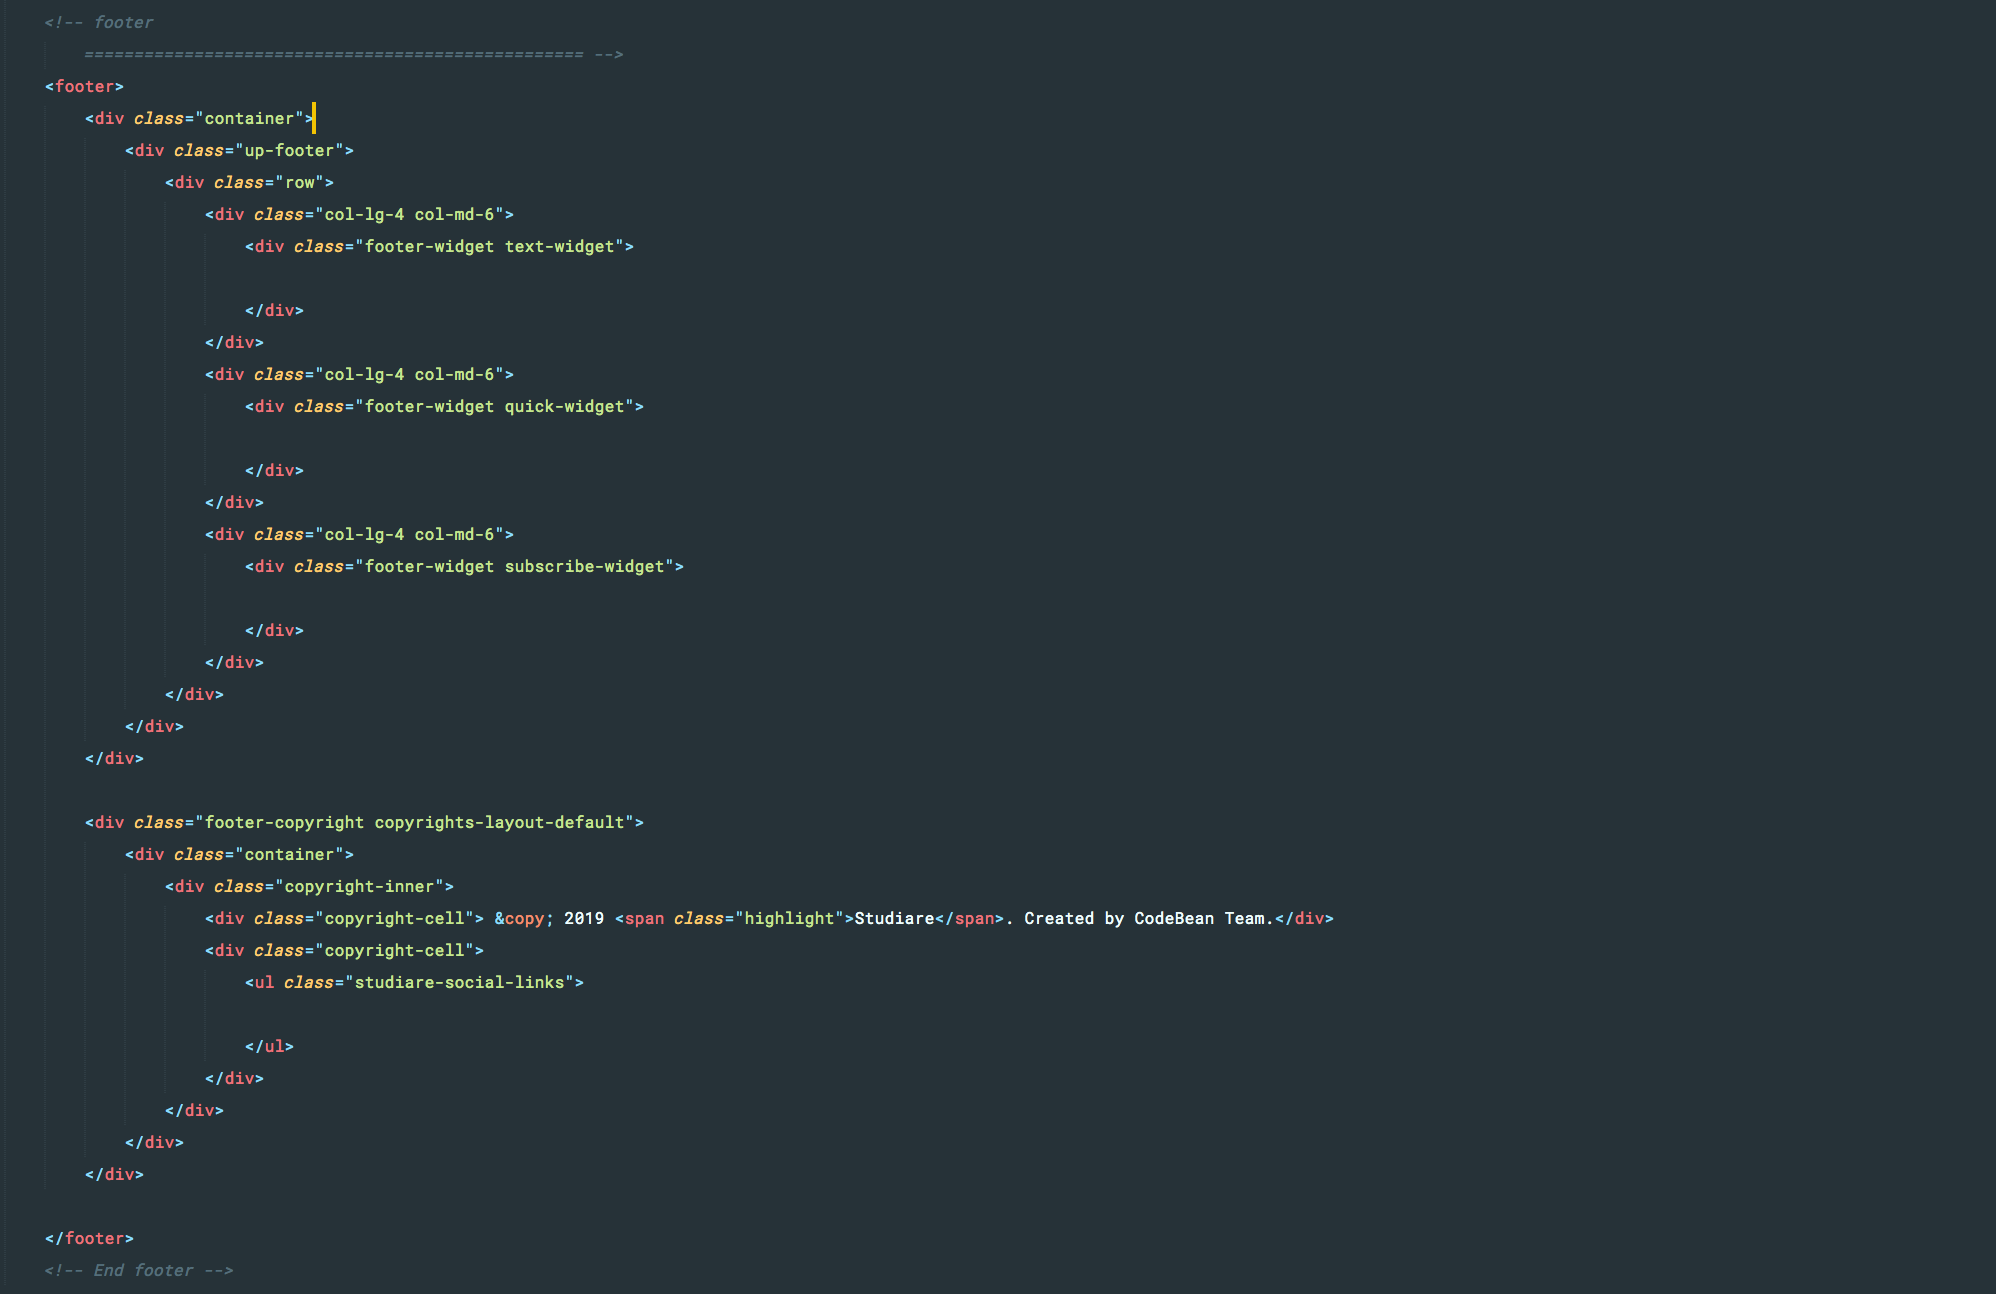 <!-- footer
================================================== -->
<footer>
<div class="container">
<div class="up-footer">
<div class="row">
<div class="col-lg-4 col-md-6">
<div class="footer-widget text-widget">
</div>
</div>
<div class="col-lg-4 col-md-6">
<div class="footer-widget quick-widget">
</div>
</div>
<div class="col-lg-4 col-md-6">
<div class="footer-widget subscribe-widget">
</div>
</div>
</div>
</div>
</div>
<div class="footer-copyright copyrights-layout-default">
<div class="container">
<div class="copyright-inner">
<div class="copyright-cell"> &copy; 2019 <span class="highlight">Studiare</span>. Created by CodeBean Team.</div>
<div class="copyright-cell">
<ul class="studiare-social-links">
</ul>
</div>
</div>
</div>
</div>
</footer>
<!-- End footer -->